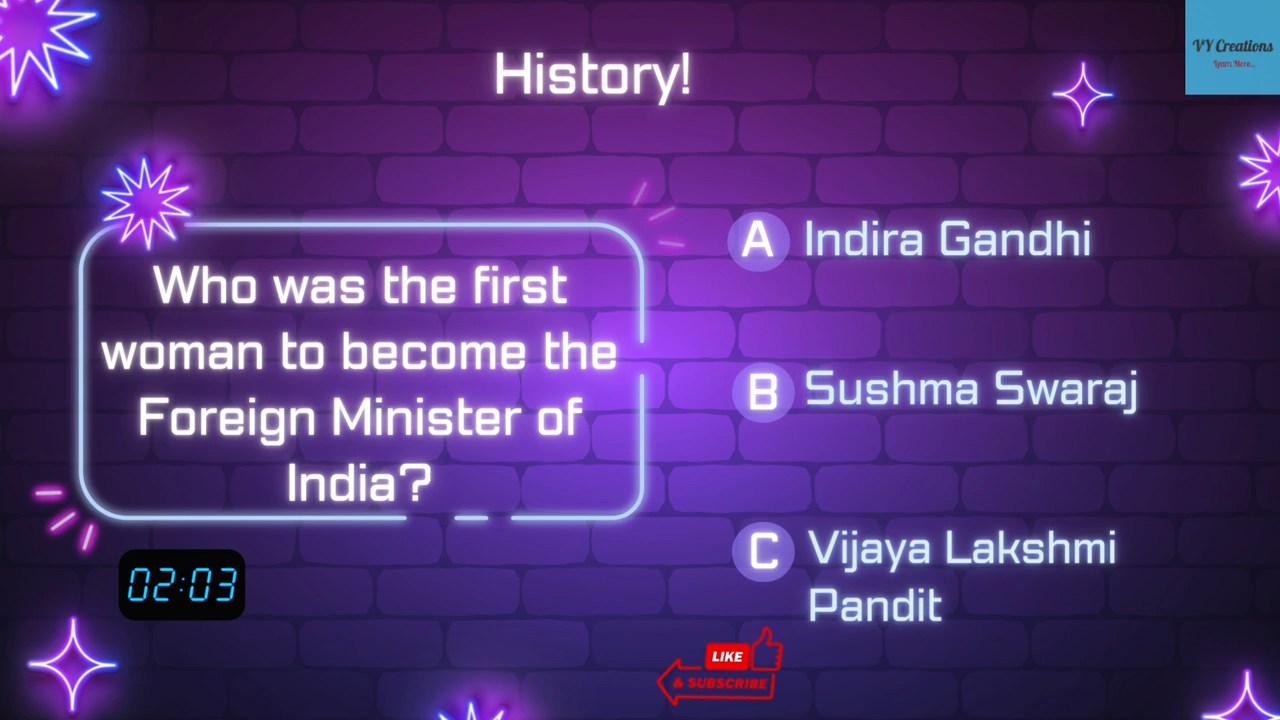 History!
VY Creations
Learn More...
Who was the first
woman to become the
Foreign Minister of
India?
A Indira Gandhi
B Sushma Swaraj
C Vijaya Lakshmi
Pandit
02:03
LIKE
& SUBSCRIBE